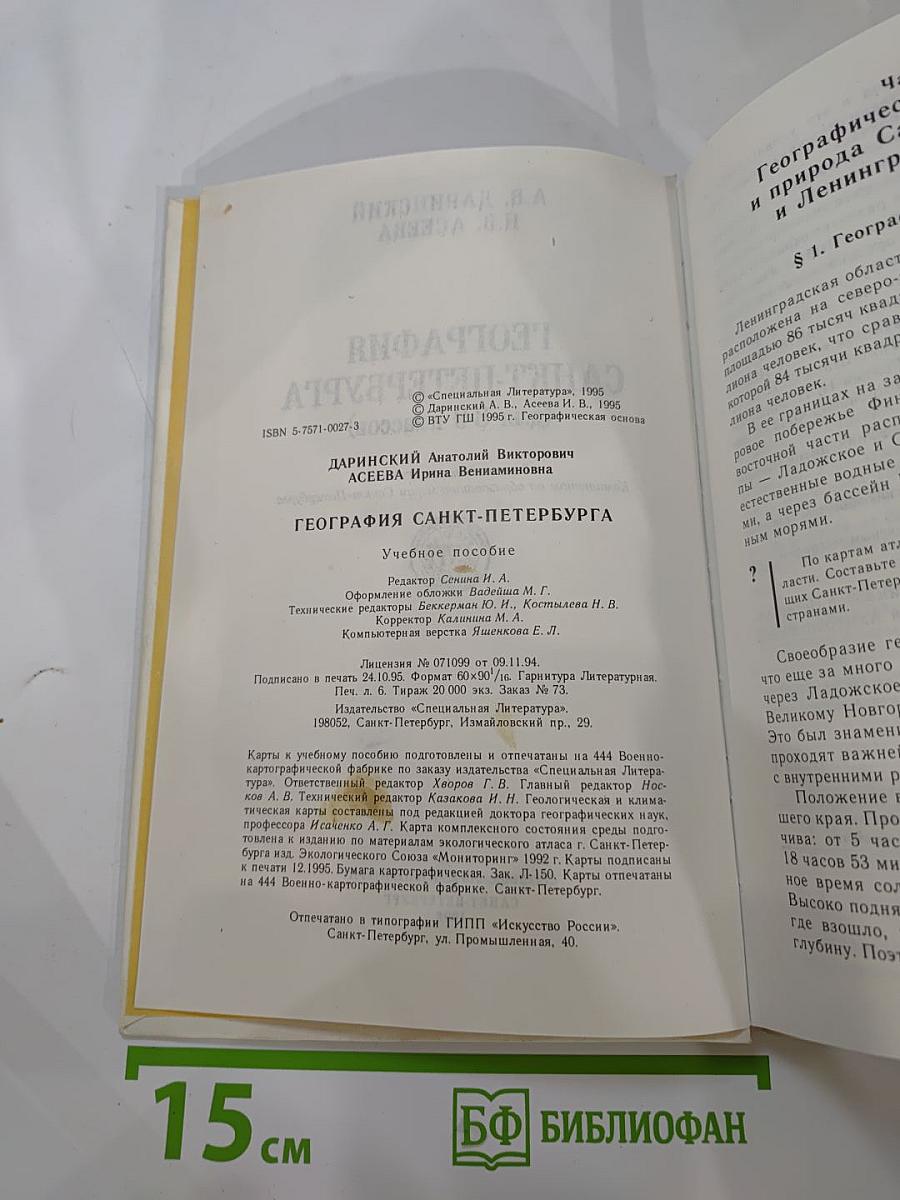 © «Специальная Литература», 1995
© Даринский А. В., Асеева И. В., 1995
ISBN 5-7571-0027-3
© ВТУ ГШ 1995 г. Географическая основа
ДАРИНСКИЙ Анатолий Викторович
АСЕЕВА Ирина Вениаминовна
ГЕОГРАФИЯ САНКТ-ПЕТЕРБУРГА
Учебное пособие
Редактор Сенина И. А.
Оформление обложки Вадейша М. Г.
Технические редакторы Беккерман Ю. И., Костылева Н. В.
Корректор Калинина М. А.
Компьютерная верстка Яшенкова Е. Л.
Лицензия № 071099 от 09.11.94.
Подписано в печать 24.10.95. Формат 60×90¹/₁₆. Гарнитура Литературная.
Печ. л. 6. Тираж 20 000 экз. Заказ № 73.
Издательство «Специальная Литература».
198052, Санкт-Петербург, Измайловский пр., 29.
Карты к учебному пособию подготовлены и отпечатаны на 444 Военно-
картографической фабрике по заказу издательства «Специальная Литера-
тура». Ответственный редактор Хворов Г. В. Главный редактор Нос-
ков А. В. Технический редактор Казакова И. Н. Геологическая и клима-
тическая карты составлены под редакцией доктора географических наук,
профессора Исаченко А. Г. Карта комплексного состояния среды подго-
товлена к изданию по материалам экологического атласа г. Санкт-Петер-
бурга изд. Экологического Союза «Мониторинг» 1992 г. Карты подписаны
к печати 12.1995. Бумага картографическая. Зак. Л-150. Карты отпечатаны
на 444 Военно-картографической фабрике. Санкт-Петербург.
Отпечатано в типографии ГИПП «Искусство России».
Санкт-Петербург, ул. Промышленная, 40.
Географичес
и природа Са
и Ленингр
§ 1. Геогра
Ленинградская област
расположена на северо-
площадью 86 тысяч квад
лиона человек, что срав
которой 84 тысячи квадр
лиона человек.
В ее границах на за
ровое побережье Фин
восточной части расп
пы — Ладожское и О
естественные водные
ми, а через бассейн
ным морями.
? По картам атл
ласти. Составьте
щих Санкт-Петер
странами.
Своеобразие ге
что еще за много
через Ладожское
Великому Новгор
Это был знамени
проходят важней
с внутренними р
Положение в
шего края. Про
чива: от 5 час
18 часов 53 ми
ное время сол
Высоко подня
где взошло,
глубину. Поэт
15 см
БФ БИБЛИОФАН